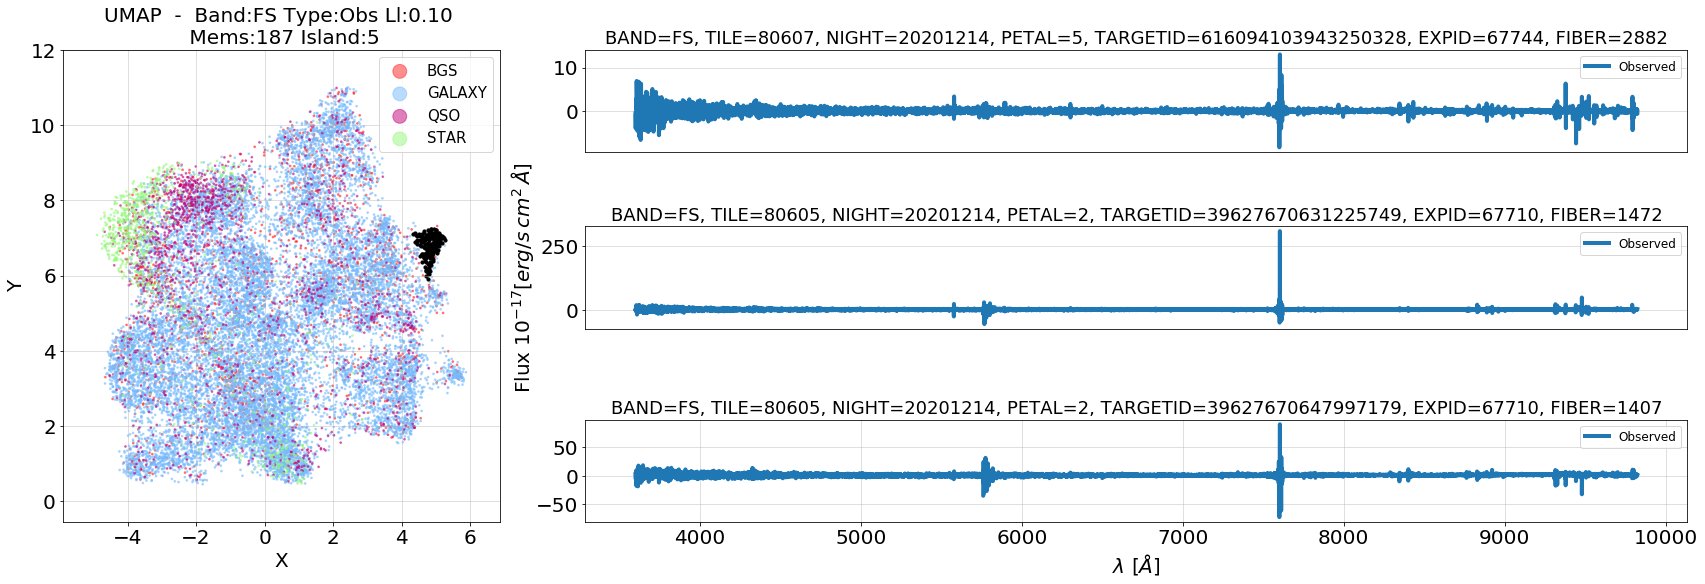 UMAP - Band:FS Type:Obs Ll:0.10
Mems:187 Island:5
12
10
8
6
4
2
0
Y
−4 −2 0 2 4 6
X
BGS
GALAXY
QSO
STAR
Flux 10^{-17}[erg/s cm^2 Å]
BAND=FS, TILE=80607, NIGHT=20201214, PETAL=5, TARGETID=616094103943250328, EXPID=67744, FIBER=2882
10
0
Observed
BAND=FS, TILE=80605, NIGHT=20201214, PETAL=2, TARGETID=39627670631225749, EXPID=67710, FIBER=1472
250
0
Observed
BAND=FS, TILE=80605, NIGHT=20201214, PETAL=2, TARGETID=39627670647997179, EXPID=67710, FIBER=1407
50
0
−50
Observed
4000 5000 6000 7000 8000 9000 10000
λ [Å]